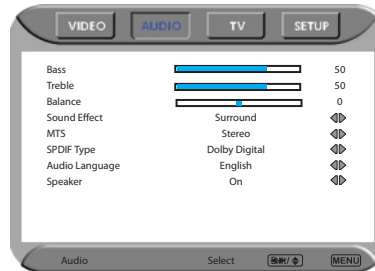 VIDEO AUDIO TV SETUP
Bass 50
Treble 50
Balance 0
Sound Effect Surround
MTS Stereo
SPDIF Type Dolby Digital
Audio Language English
Speaker On
Audio Select MENU